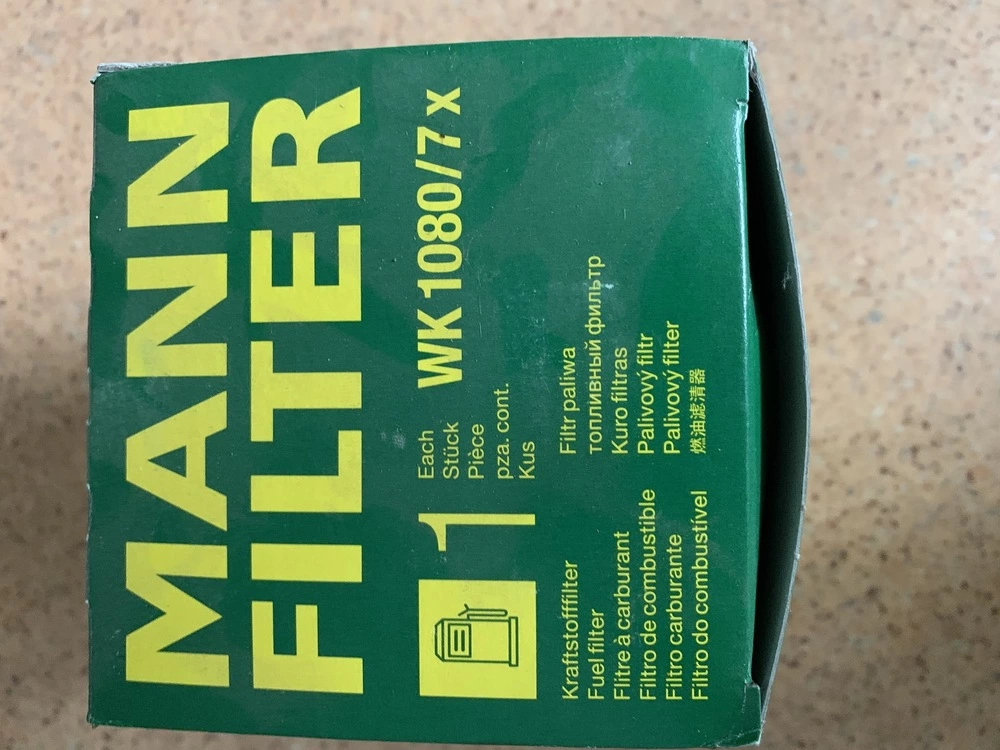 MANN
FILTER
1
Each
Stück
Pièce
pza. cont.
Kus
WK 1080/7 x
Kraftstofffilter
Fuel filter
Flitre à carburant
Filtro de combustible
Filtro carburante
Filtro do combustível
Filtr paliwa
топливный фильтр
Kuro filtras
Palivový filtr
Palivový filter
燃油滤清器